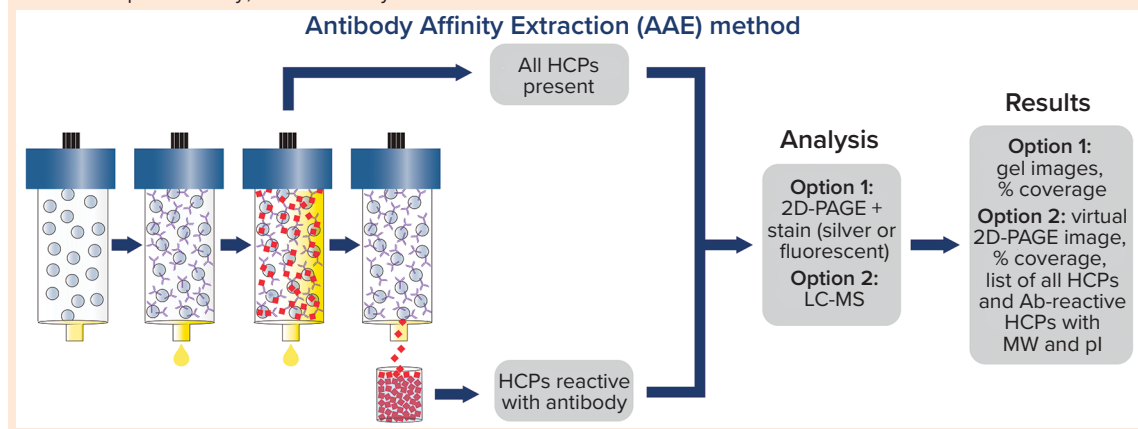 Antibody Affinity Extraction (AAE) method
All HCPs
present
HCPs reactive
with antibody
Analysis
Option 1:
2D-PAGE +
stain (silver or
fluorescent)
Option 2:
LC-MS
Results
Option 1:
gel images,
% coverage
Option 2: virtual
2D-PAGE image,
% coverage,
list of all HCPs
and Ab-reactive
HCPs with
MW and pI